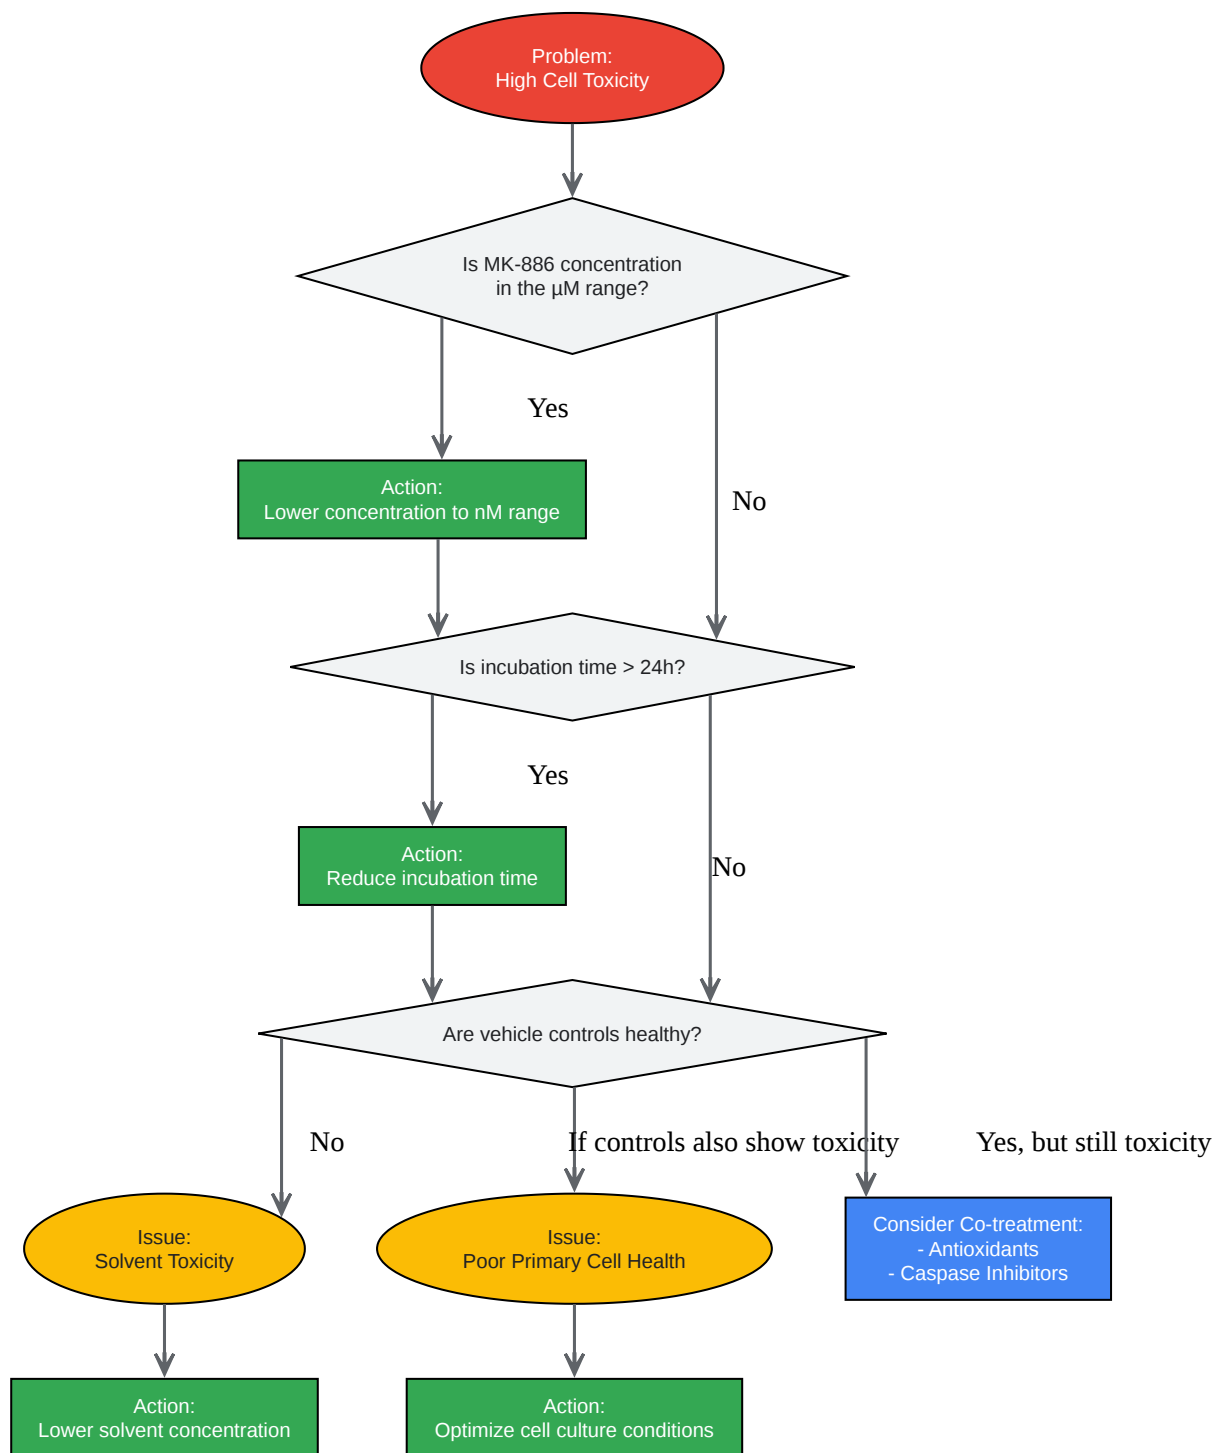 Problem:
High Cell Toxicity
Is MK-886 concentration
in the µM range?
Yes
Action:
Lower concentration to nM range
No
Is incubation time > 24h?
Yes
Action:
Reduce incubation time
No
Are vehicle controls healthy?
No
If controls also show toxicity
Yes, but still toxicity
Issue:
Solvent Toxicity
Issue:
Poor Primary Cell Health
Consider Co-treatment:
- Antioxidants
- Caspase Inhibitors
Action:
Lower solvent concentration
Action:
Optimize cell culture conditions